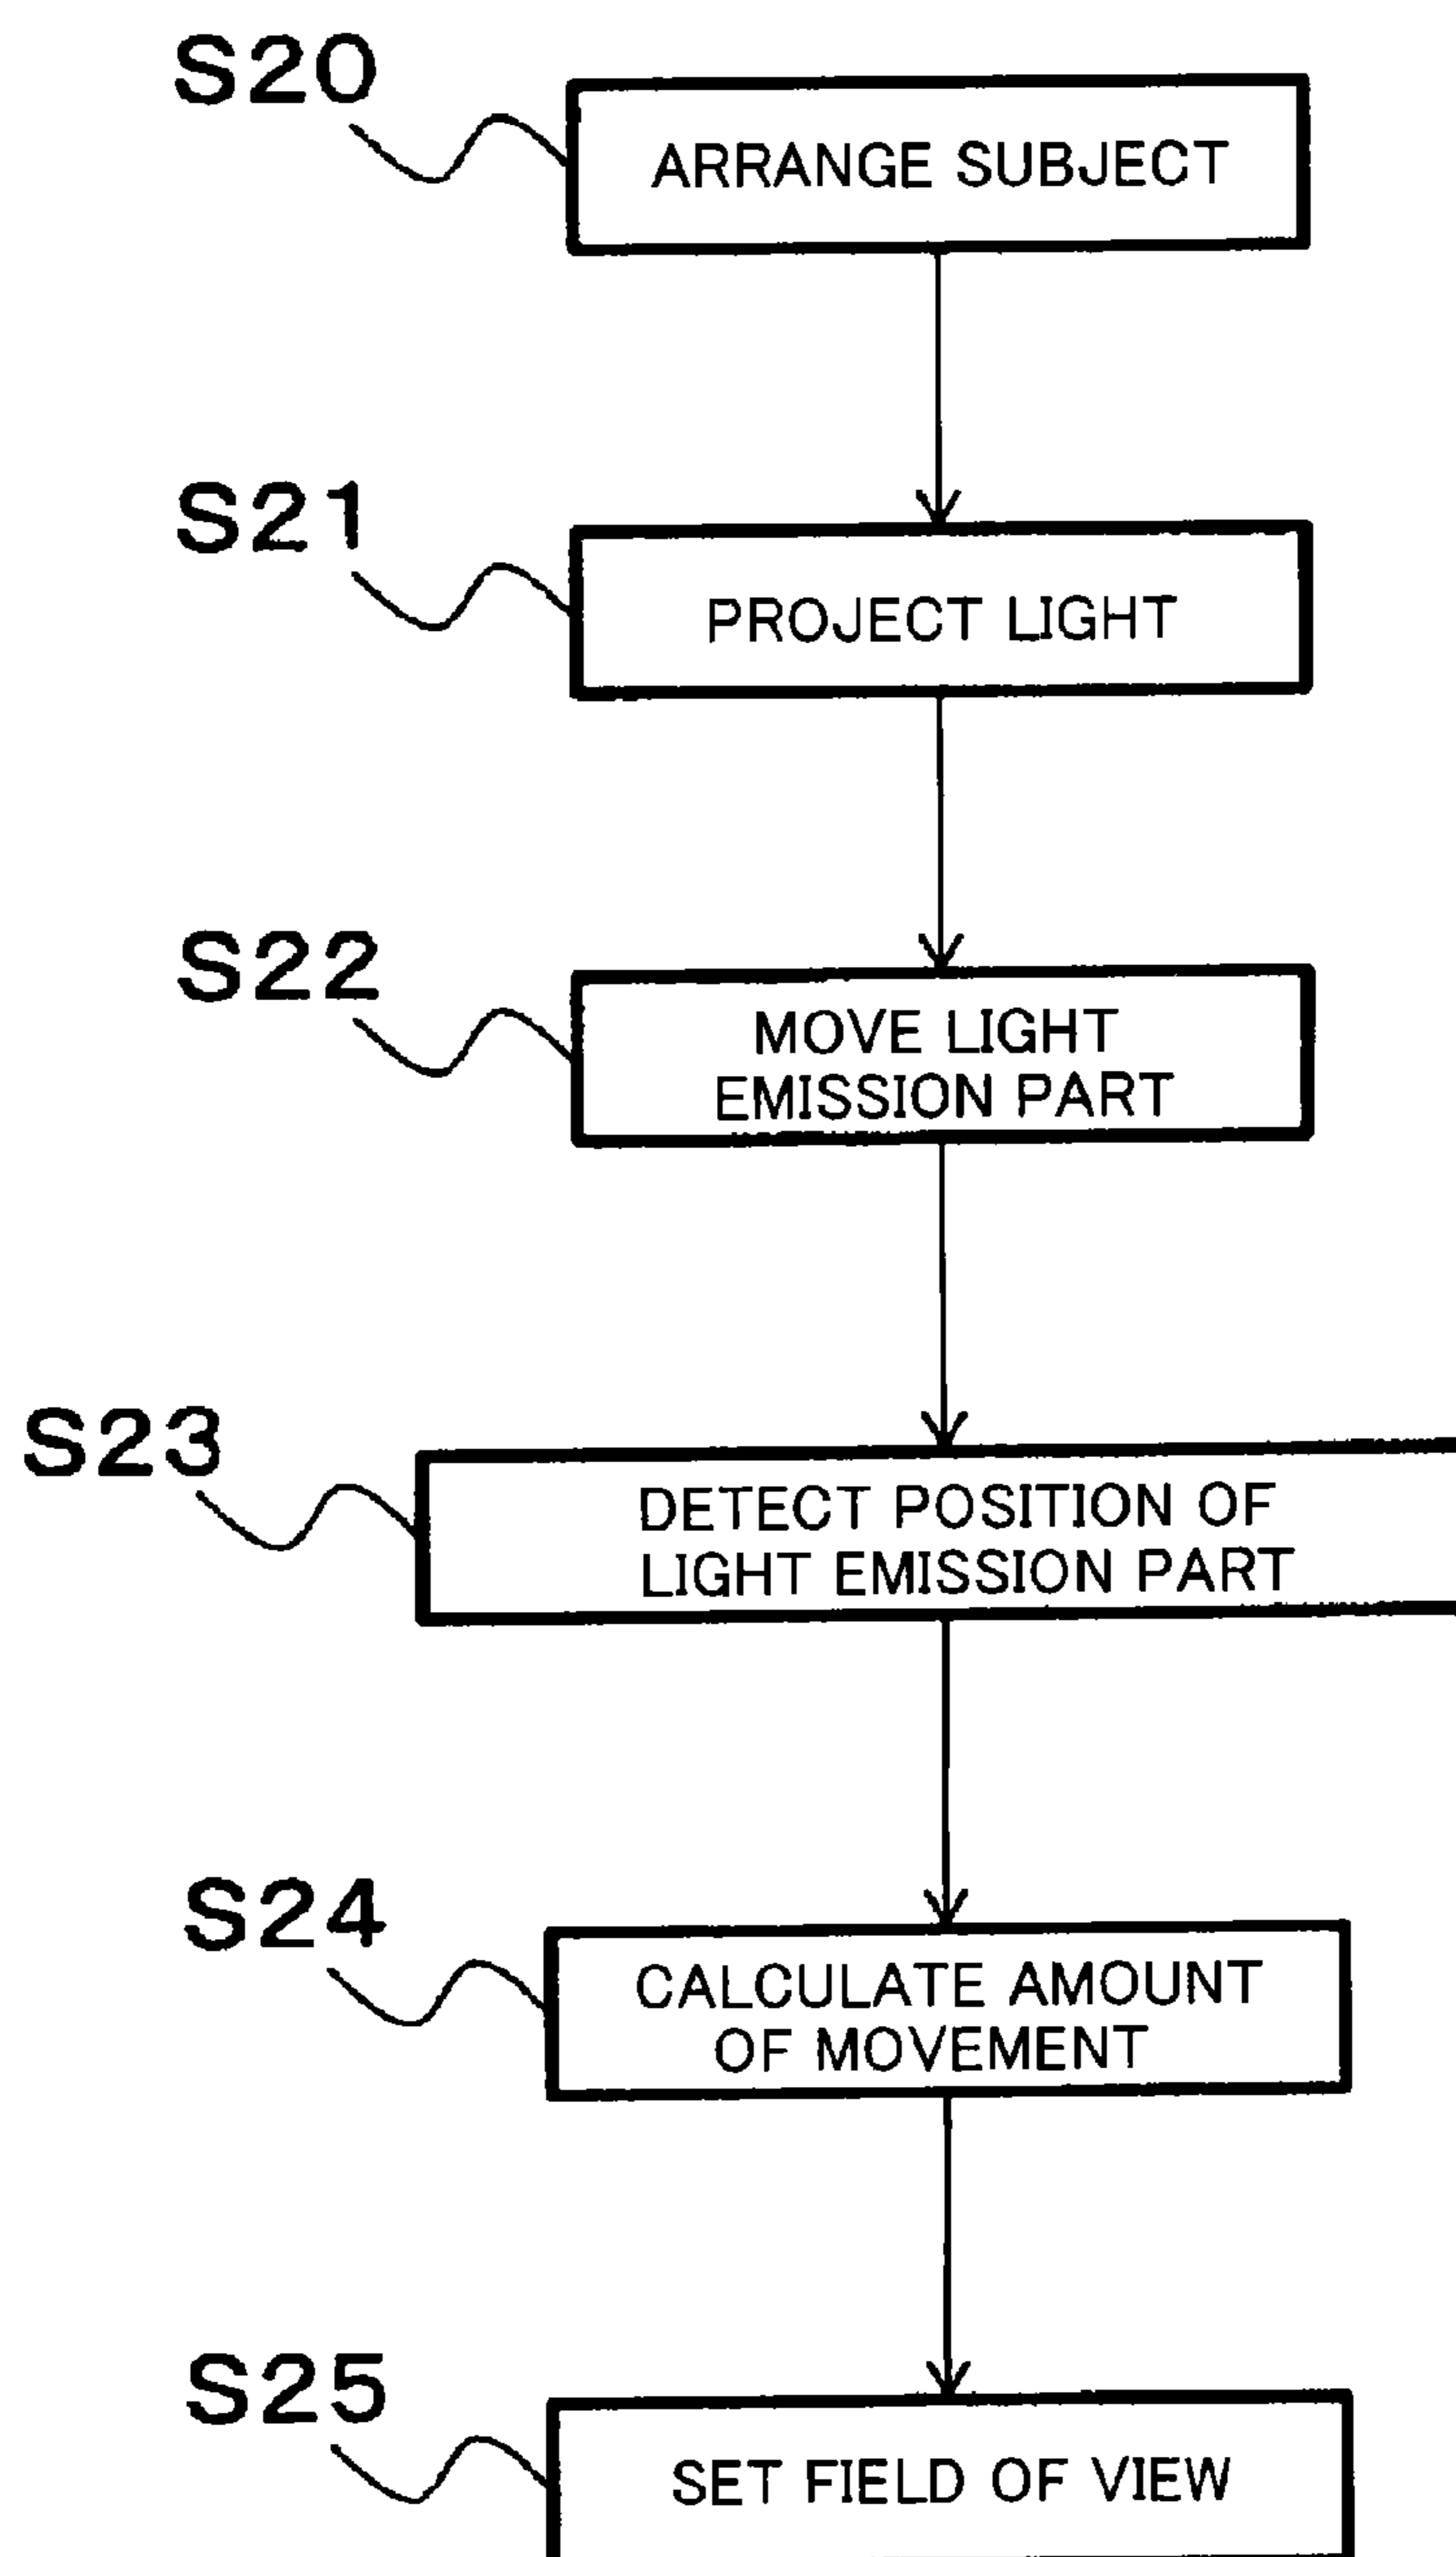 S20
ARRANGE SUBJECT
S21
PROJECT LIGHT
S22
MOVE LIGHT
EMISSION PART
S23
DETECT POSITION OF
LIGHT EMISSION PART
S24
CALCULATE AMOUNT
OF MOVEMENT
S25
SET FIELD OF VIEW